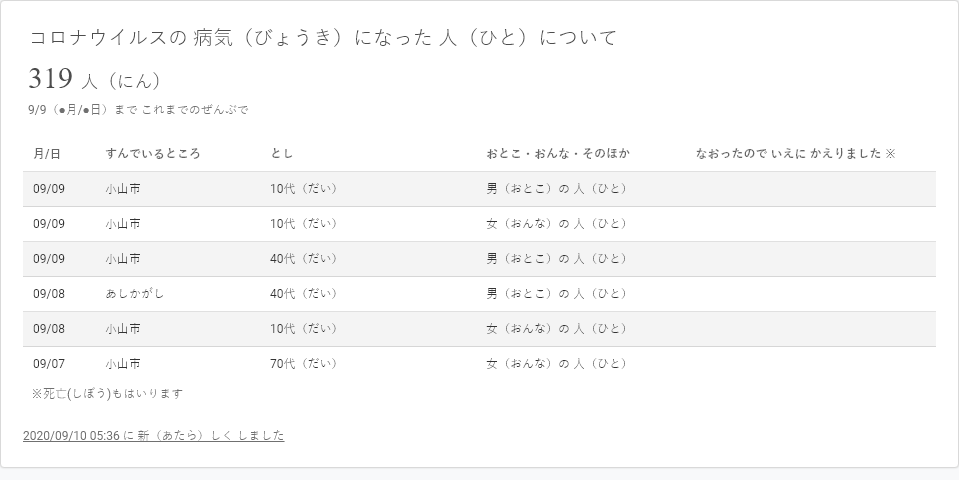 コロナウイルスの 病気（びょうき）になった 人（ひと）について
319 人（にん）
9/9（●月/●日）まで これまでのぜんぶで
月/日 すんでいるところ とし おとこ・おんな・そのほか なおったので いえに かえりました ※
09/09 小山市 10代（だい） 男（おとこ）の 人（ひと）
09/09 小山市 10代（だい） 女（おんな）の 人（ひと）
09/09 小山市 40代（だい） 男（おとこ）の 人（ひと）
09/08 あしかがし 40代（だい） 男（おとこ）の 人（ひと）
09/08 小山市 10代（だい） 女（おんな）の 人（ひと）
09/07 小山市 70代（だい） 女（おんな）の 人（ひと）
※死亡(しぼう)もはいります
2020/09/10 05:36 に 新（あたら）しく しました